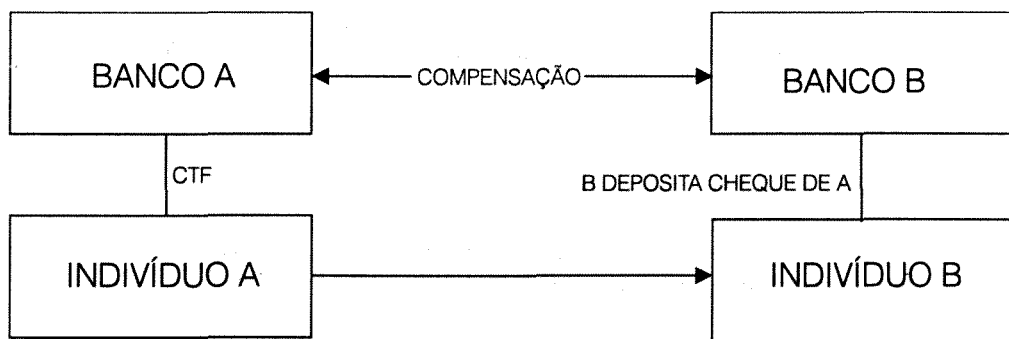 BANCO A
COMPENSAÇÃO
BANCO B
CTF
B DEPOSITA CHEQUE DE A
INDIVÍDUO A
INDIVÍDUO B